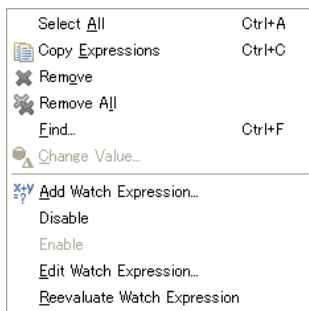 Select All Ctrl+A
Copy Expressions Ctrl+C
Remove
Remove All
Find... Ctrl+F
Change Value...
x+y
=?
Add Watch Expression...
Disable
Enable
Edit Watch Expression...
Reevaluate Watch Expression